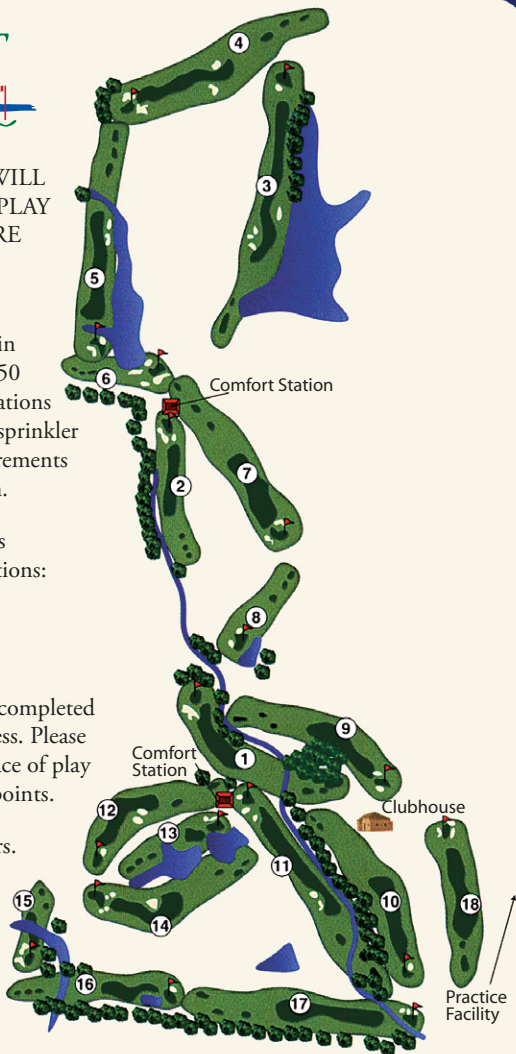 WILL
PLAY
RE
in
50
ations
sprinkler
rements
n.
s
tions:
completed
ess. Please
ace of play
points.
rs.
4
3
5
6
Comfort Station
2
7
8
9
1
Comfort
Station
12
13
11
Clubhouse
10
18
14
15
16
17
Practice
Facility